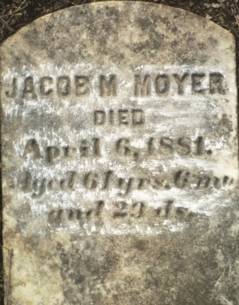 JACOB M MOYER
DIED
April 6, 1881.
Aged 61 yrs. 6 mo
and 29 ds.